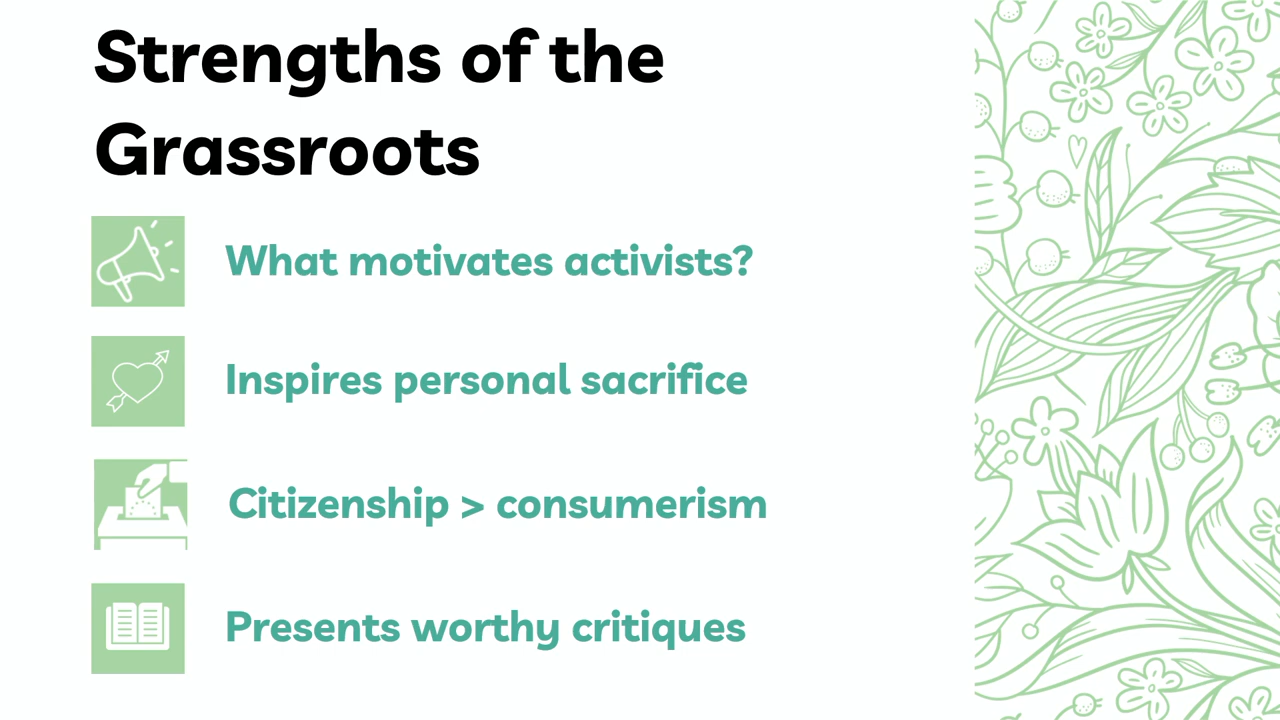 Strengths of the
Grassroots
What motivates activists?
Inspires personal sacrifice
Citizenship > consumerism
Presents worthy critiques